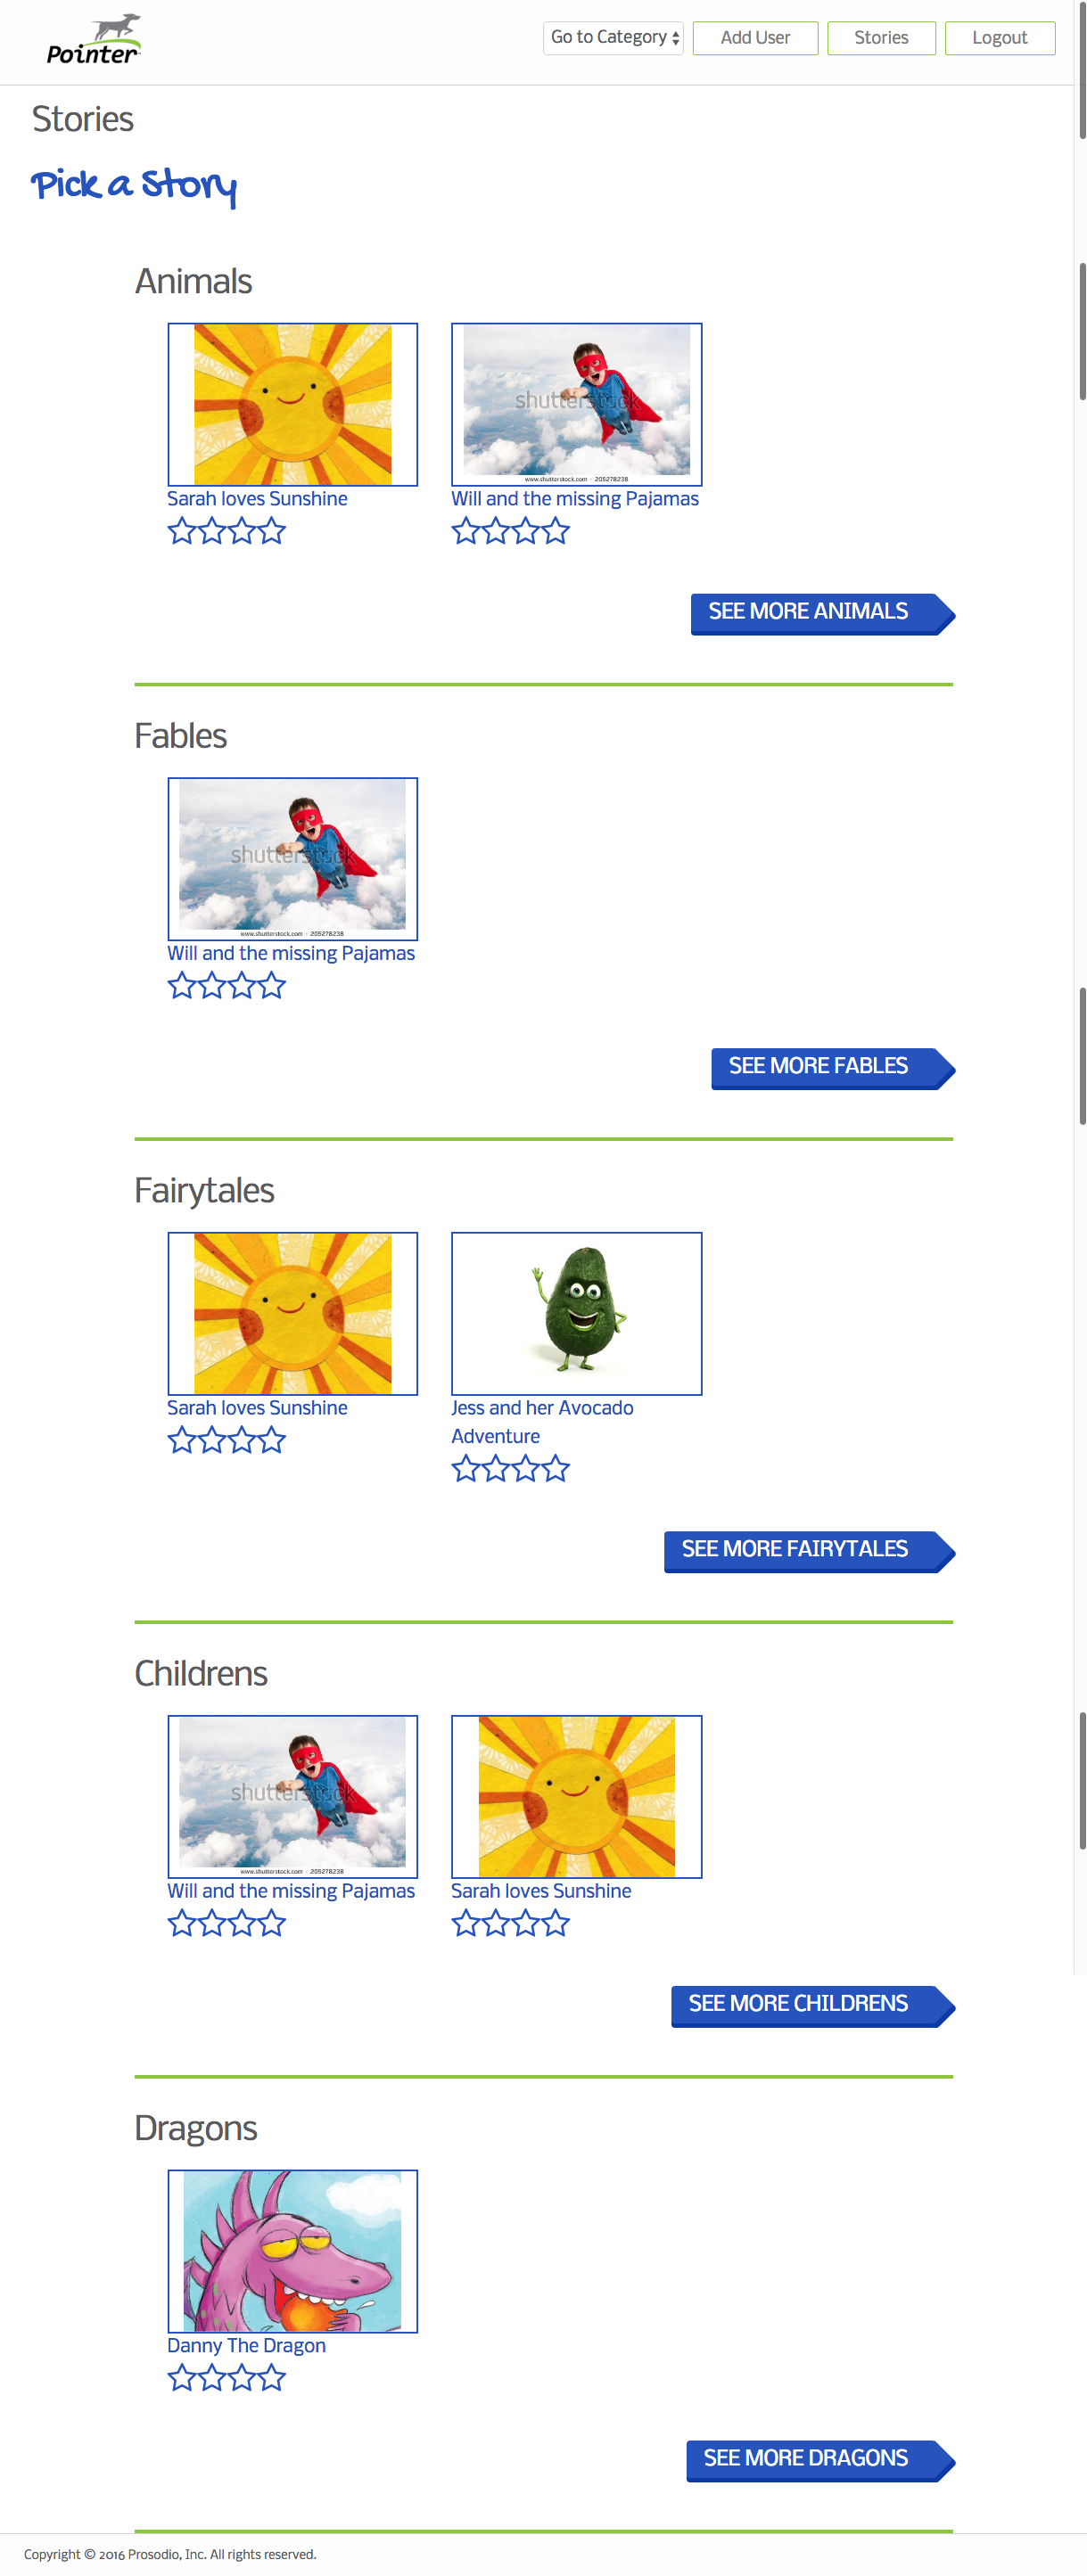 Pointer
Go to Category
Add User
Stories
Logout
Stories
Pick a Story
Animals
shutterstock
www.shutterstock.com · 205278238
Sarah loves Sunshine
Will and the missing Pajamas
SEE MORE ANIMALS
Fables
shutterstock
www.shutterstock.com · 205278238
Will and the missing Pajamas
SEE MORE FABLES
Fairytales
Sarah loves Sunshine
Jess and her Avocado
Adventure
SEE MORE FAIRYTALES
Childrens
shutterstock
www.shutterstock.com · 205278238
Will and the missing Pajamas
Sarah loves Sunshine
SEE MORE CHILDRENS
Dragons
Danny The Dragon
SEE MORE DRAGONS
Copyright © 2016 Prosodio, Inc. All rights reserved.